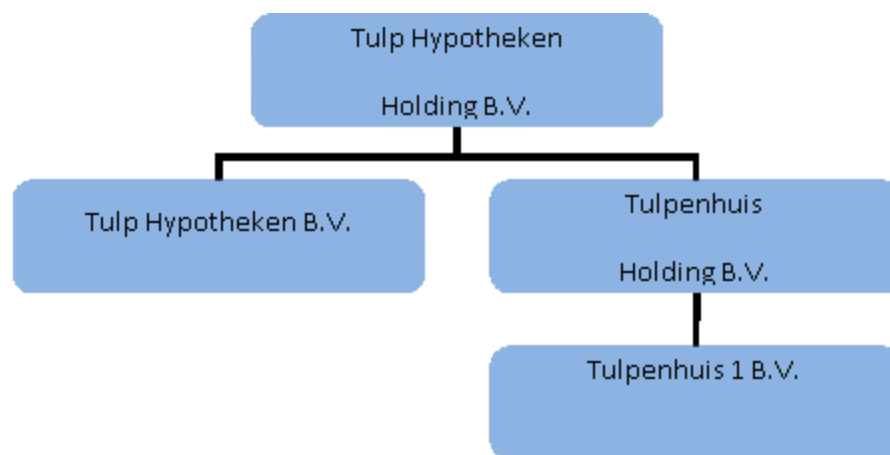 Tulp Hypotheken
Holding B.V.
Tulp Hypotheken B.V.
Tulpenhuis
Holding B.V.
Tulpenhuis 1 B.V.